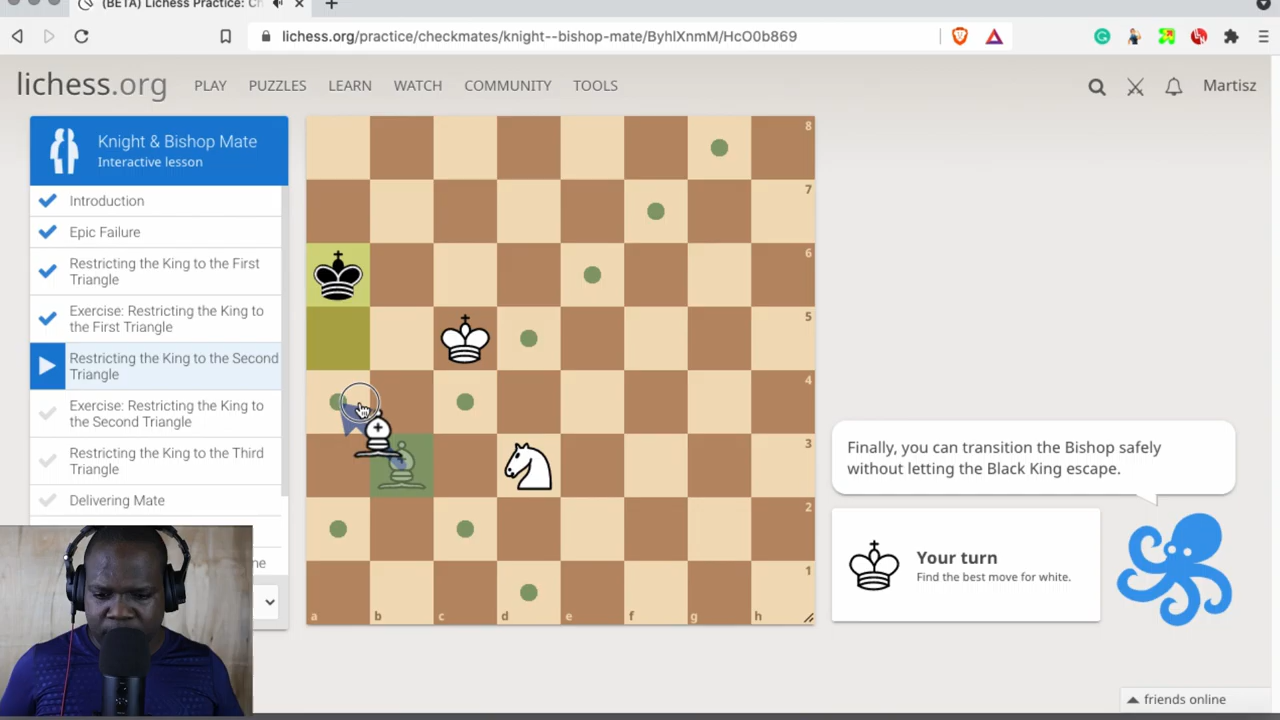 (BETA) Lichess Practice: C
lichess.org/practice/checkmates/knight--bishop-mate/ByhlXnmM/HcO0b869
lichess.org
PLAY
PUZZLES
LEARN
WATCH
COMMUNITY
TOOLS
Martisz
Knight & Bishop Mate
Interactive lesson
Introduction
Epic Failure
Restricting the King to the First
Triangle
Exercise: Restricting the King to
the First Triangle
Restricting the King to the Second
Triangle
Exercise: Restricting the King to
the Second Triangle
Restricting the King to the Third
Triangle
Delivering Mate
ne
8
7
6
5
4
3
2
1
a
b
c
d
e
f
g
h
Finally, you can transition the Bishop safely
without letting the Black King escape.
Your turn
Find the best move for white.
friends online